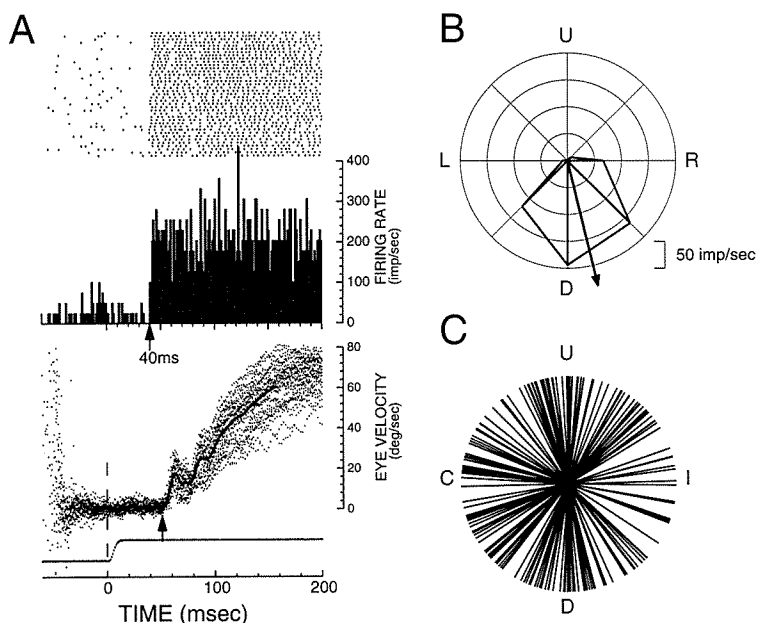 A
400
300
200
100
0
FIRING RATE
(imp/sec)
40ms
80
60
40
20
0
EYE VELOCITY
(deg/sec)
0
100
200
TIME (msec)
B
U
L
R
D
50 imp/sec
C
U
C
I
D